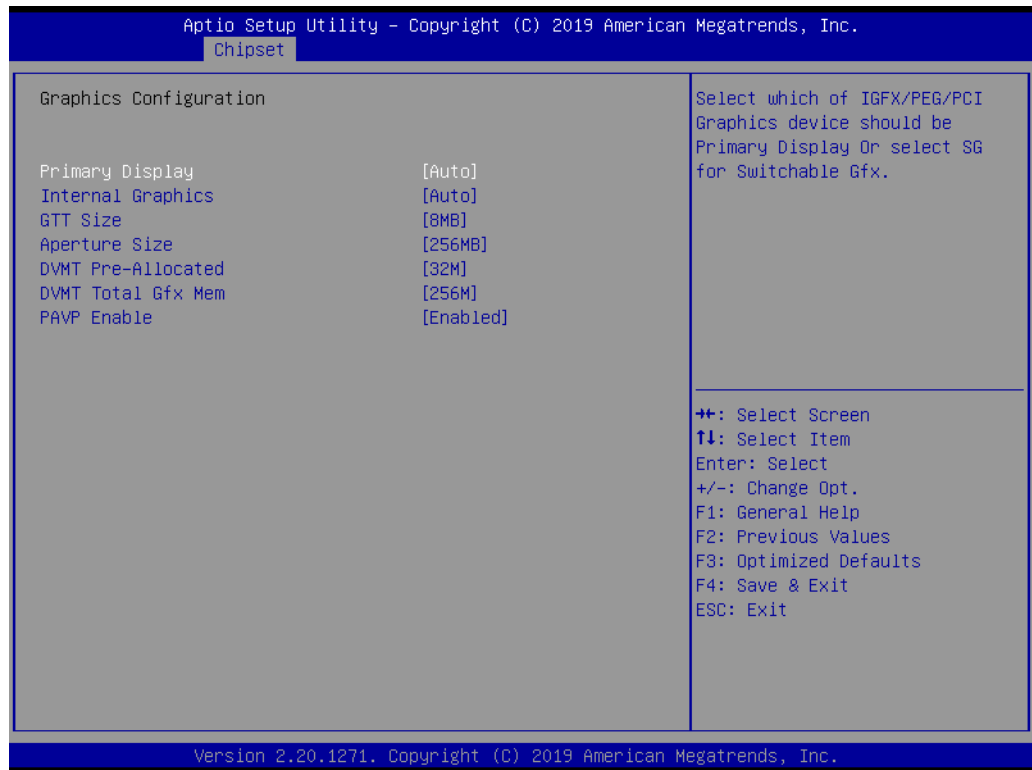 Aptio Setup Utility – Copyright (C) 2019 American Megatrends, Inc.
Chipset
Graphics Configuration
Primary Display [Auto]
Internal Graphics [Auto]
GTT Size [8MB]
Aperture Size [256MB]
DVMT Pre-Allocated [32M]
DVMT Total Gfx Mem [256M]
PAVP Enable [Enabled]
Select which of IGFX/PEG/PCI
Graphics device should be
Primary Display Or select SG
for Switchable Gfx.
→←: Select Screen
↑↓: Select Item
Enter: Select
+/-: Change Opt.
F1: General Help
F2: Previous Values
F3: Optimized Defaults
F4: Save & Exit
ESC: Exit
Version 2.20.1271. Copyright (C) 2019 American Megatrends, Inc.